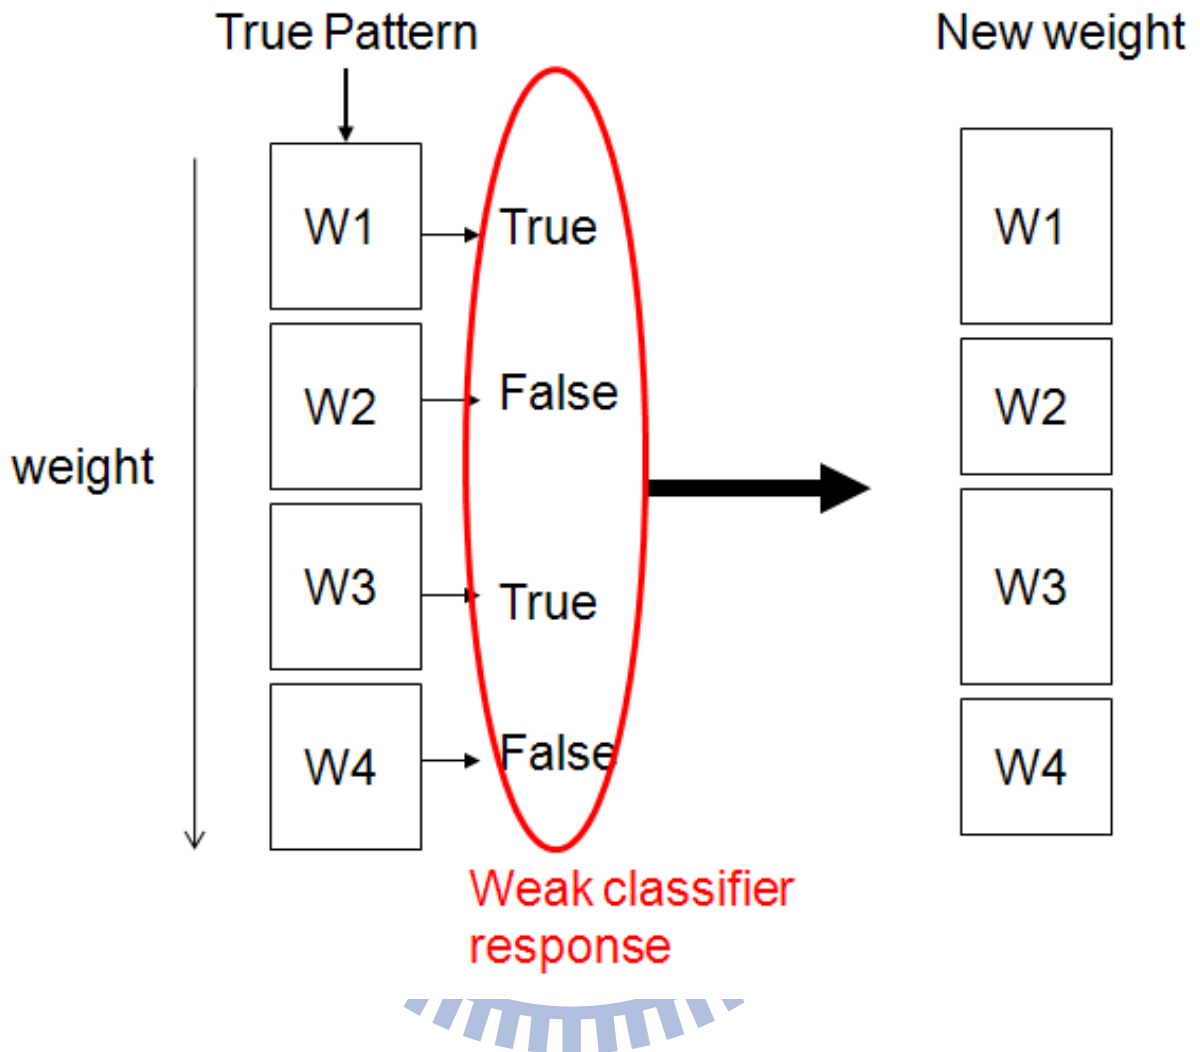 True Pattern
New weight
W1
True
W1
W2
False
W2
weight
W3
True
W3
W4
False
W4
Weak classifier
response